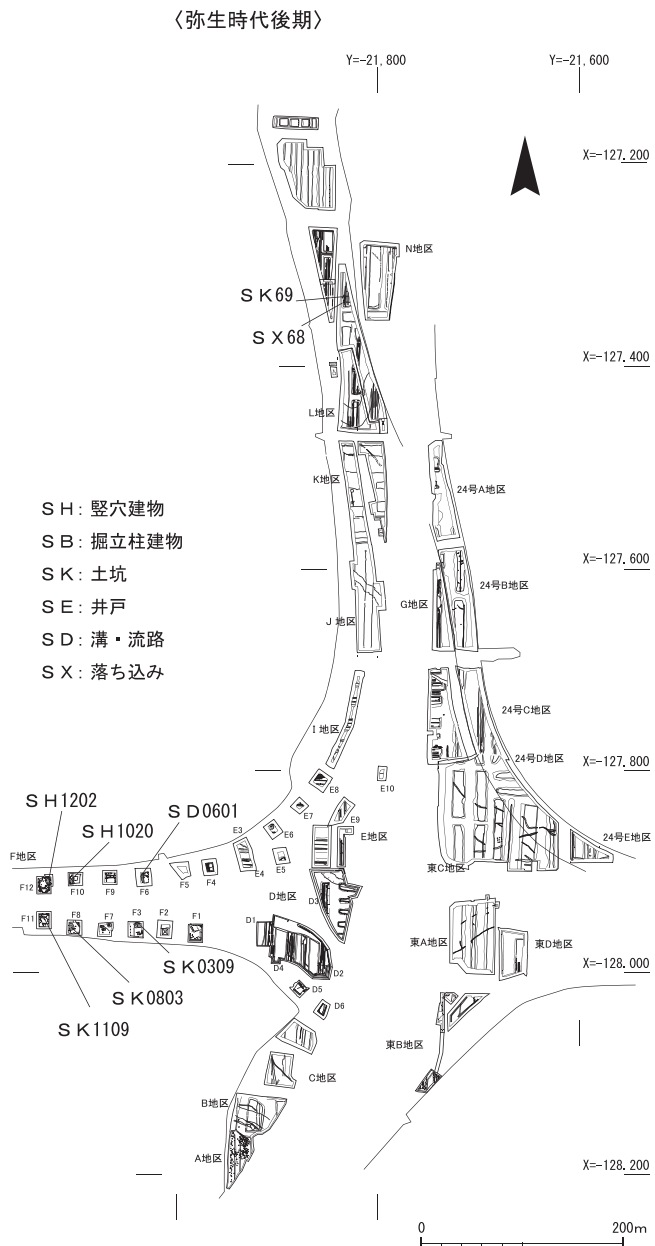 〈弥生時代後期〉
Y=-21,800
Y=-21,600
X=-127.200
N地区
SK69
SX68
X=-127.400
L地区
K地区
24号A地区
SH：竪穴建物
SB：掘立柱建物
SK：土坑
SE：井戸
SD：溝・流路
SX：落ち込み
X=-127.600
24号B地区
G地区
J地区
24号C地区
I地区
24号D地区
X=-127.800
E8
E10
E7
E9
SH1202
SH1020
SD0601
E6
E3
E地区
24号E地区
F地区
E5
E4
東C地区
F12
F10
F9
F6
F5
F4
D地区
D3
F11
F8
F7
F3
F2
F1
D1
東A地区
東D地区
SK0309
D4
D2
X=-128.000
SK0803
D5
D6
SK1109
東B地区
C地区
B地区
A地区
X=-128.200
0
200m